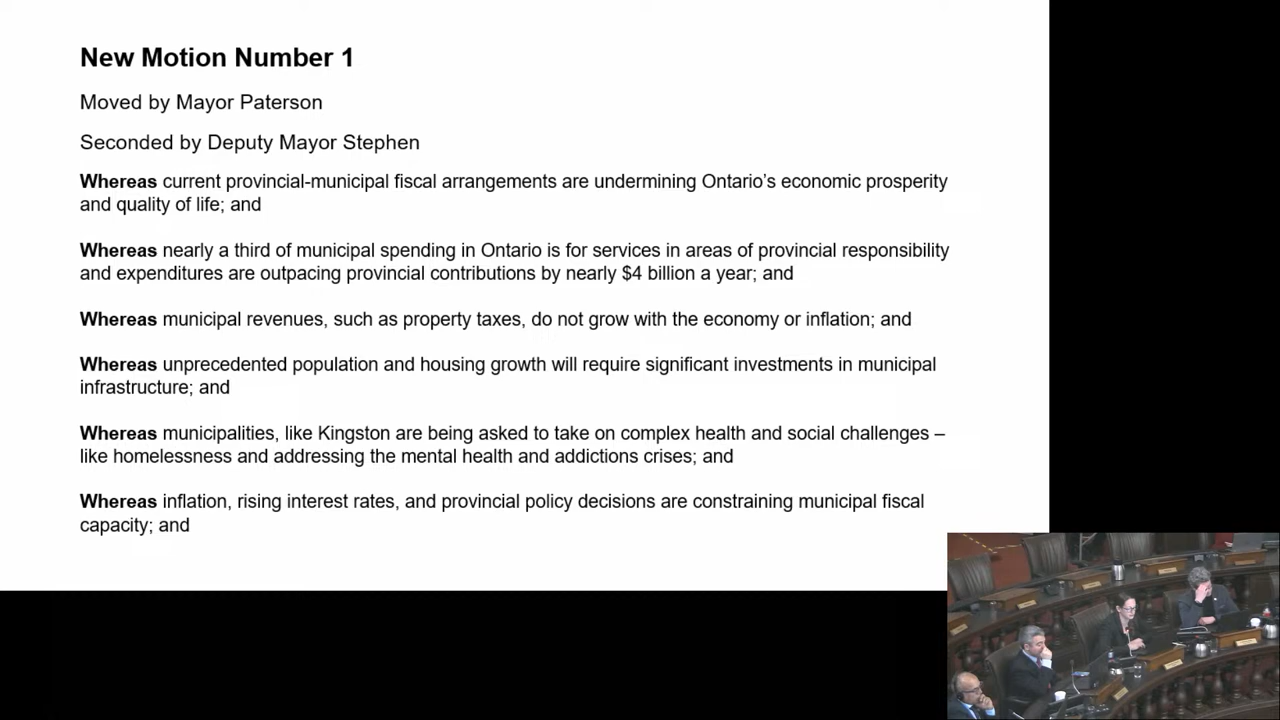 New Motion Number 1
Moved by Mayor Paterson
Seconded by Deputy Mayor Stephen
Whereas current provincial-municipal fiscal arrangements are undermining Ontario’s economic prosperity
and quality of life; and
Whereas nearly a third of municipal spending in Ontario is for services in areas of provincial responsibility
and expenditures are outpacing provincial contributions by nearly $4 billion a year; and
Whereas municipal revenues, such as property taxes, do not grow with the economy or inflation; and
Whereas unprecedented population and housing growth will require significant investments in municipal
infrastructure; and
Whereas municipalities, like Kingston are being asked to take on complex health and social challenges –
like homelessness and addressing the mental health and addictions crises; and
Whereas inflation, rising interest rates, and provincial policy decisions are constraining municipal fiscal
capacity; and